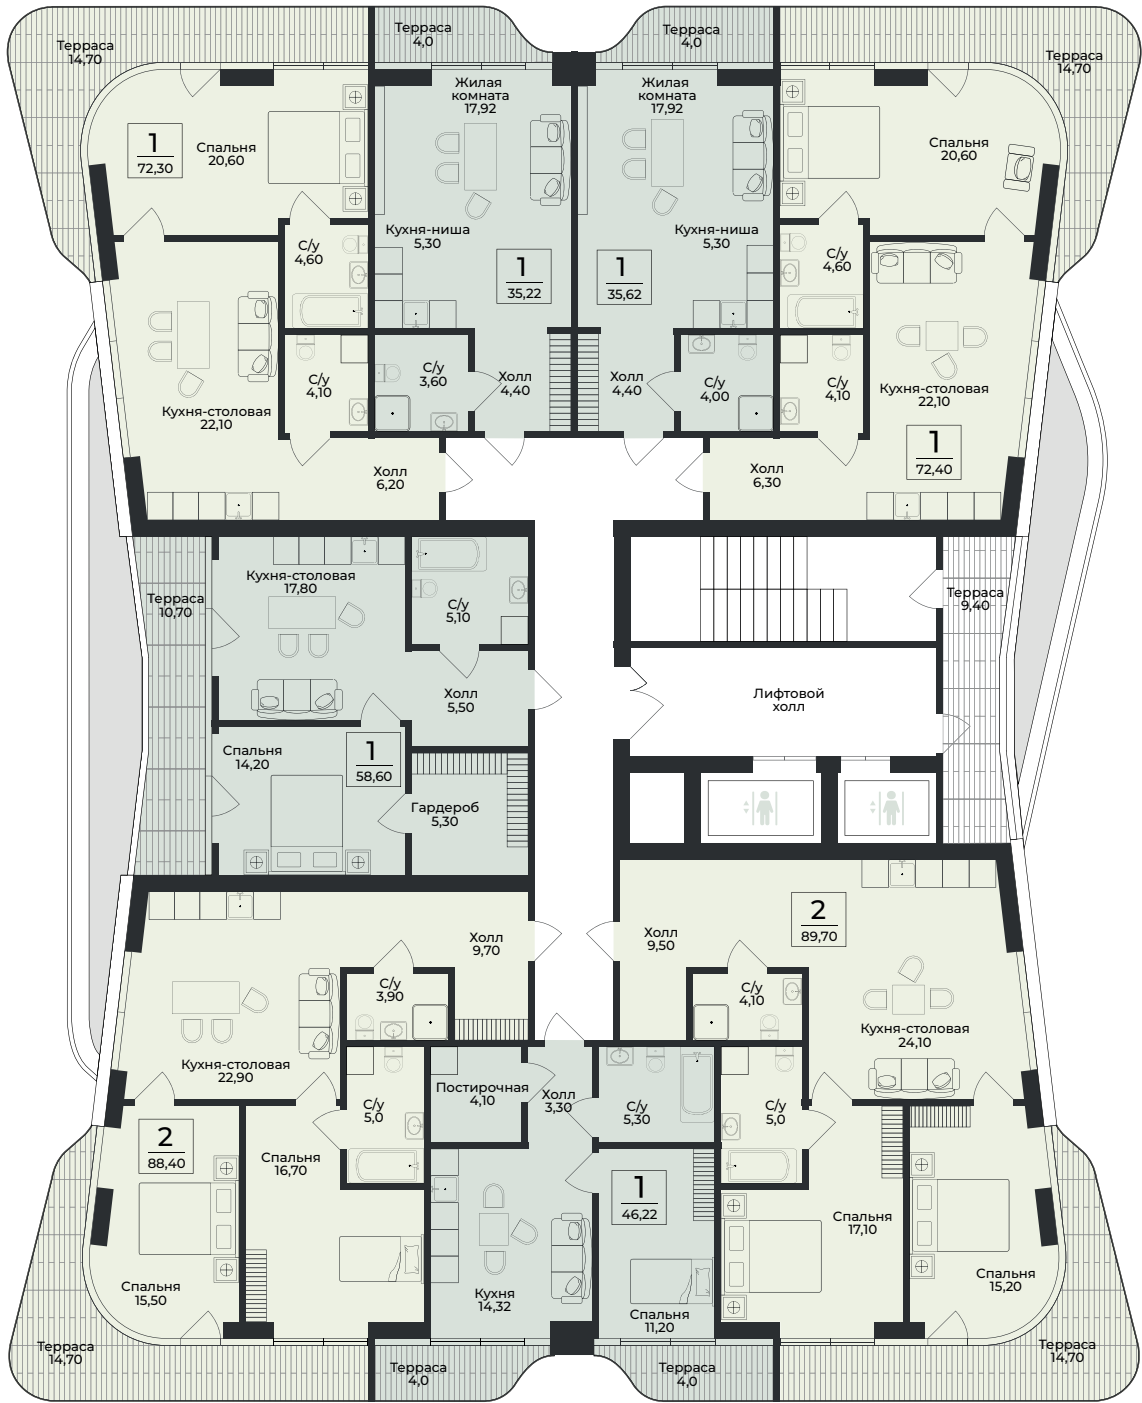 Терраса
14,70
Терраса
4,0
Терраса
4,0
Терраса
14,70
1
72,30
Спальня
20,60
Жилая
комната
17,92
Жилая
комната
17,92
Спальня
20,60
С/у
4,60
Кухня-ниша
5,30
1
35,22
1
35,62
Кухня-ниша
5,30
С/у
4,60
Кухня-столовая
22,10
С/у
4,10
С/у
3,60
Холл
4,40
Холл
4,40
С/у
4,00
С/у
4,10
Кухня-столовая
22,10
1
72,40
Холл
6,20
Холл
6,30
Терраса
10,70
Кухня-столовая
17,80
С/у
5,10
Терраса
9,40
Холл
5,50
Лифтовой
холл
Спальня
14,20
1
58,60
Гардероб
5,30
Холл
9,70
Холл
9,50
2
89,70
С/у
3,90
С/у
4,10
Кухня-столовая
22,90
Кухня-столовая
24,10
С/у
5,0
Постирочная
4,10
Холл
3,30
С/у
5,30
С/у
5,0
2
88,40
Спальня
16,70
1
46,22
Спальня
17,10
Спальня
15,50
Кухня
14,32
Спальня
11,20
Спальня
15,20
Терраса
14,70
Терраса
4,0
Терраса
4,0
Терраса
14,70